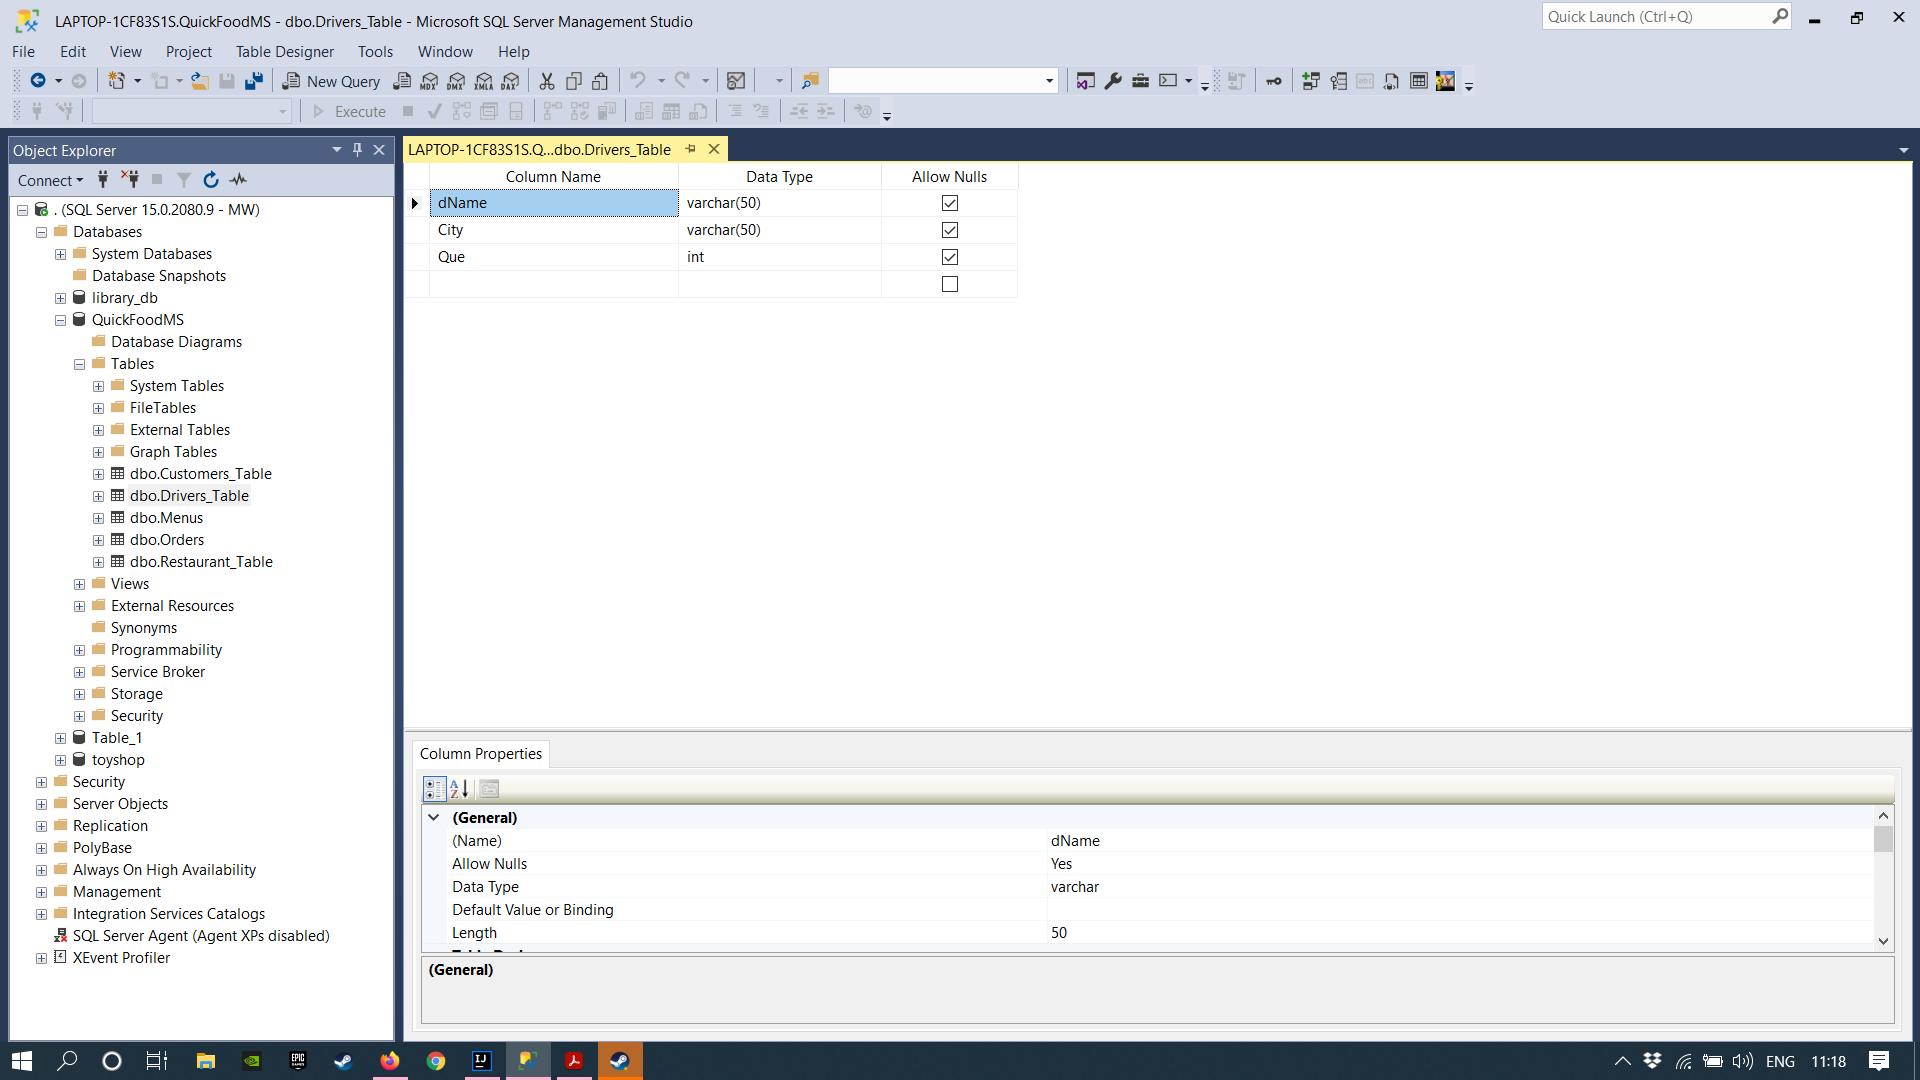 LAPTOP-1CF83S1S.QuickFoodMS - dbo.Drivers_Table - Microsoft SQL Server Management Studio
Quick Launch (Ctrl+Q)
File Edit View Project Table Designer Tools Window Help
New Query MDX DMX XMLA DAX
Execute
Object Explorer
Connect
. (SQL Server 15.0.2080.9 - MW)
Databases
System Databases
Database Snapshots
library_db
QuickFoodMS
Database Diagrams
Tables
System Tables
FileTables
External Tables
Graph Tables
dbo.Customers_Table
dbo.Drivers_Table
dbo.Menus
dbo.Orders
dbo.Restaurant_Table
Views
External Resources
Synonyms
Programmability
Service Broker
Storage
Security
Table_1
toyshop
Security
Server Objects
Replication
PolyBase
Always On High Availability
Management
Integration Services Catalogs
SQL Server Agent (Agent XPs disabled)
XEvent Profiler
LAPTOP-1CF83S1S.Q...dbo.Drivers_Table
Column Name Data Type Allow Nulls
dName varchar(50)
City varchar(50)
Que int
Column Properties
(General)
(Name) dName
Allow Nulls Yes
Data Type varchar
Default Value or Binding
Length 50
(General)
EPIC GAMES
IJ
ENG 11:18